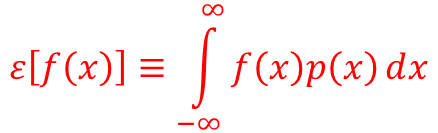 ε[f(x)] ≡ ∫_{-∞}^{∞} f(x)p(x) dx